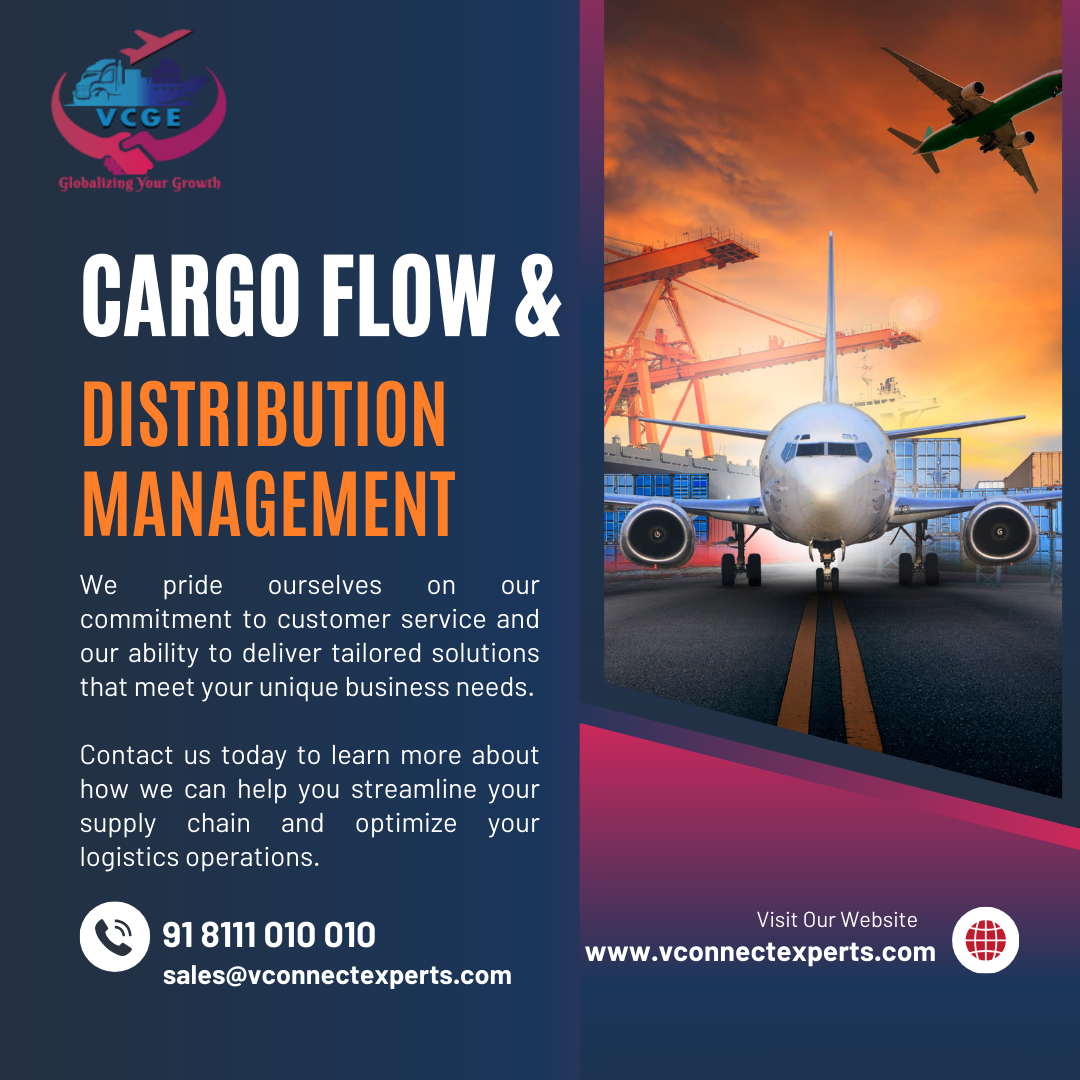 VCGE
Globalizing Your Growth
CARGO FLOW &
DISTRIBUTION
MANAGEMENT
We pride ourselves on our
commitment to customer service and
our ability to deliver tailored solutions
that meet your unique business needs.
Contact us today to learn more about
how we can help you streamline your
supply chain and optimize your
logistics operations.
91 8111 010 010
sales@vconnectexperts.com
Visit Our Website
www.vconnectexperts.com